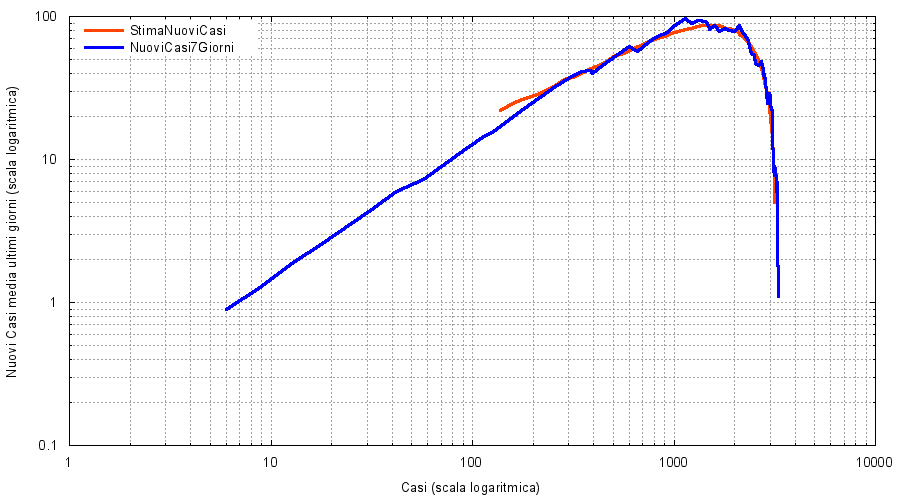 StimaNuoviCasi
NuoviCasi7Giorni
Nuovi Casi media ultimi giorni (scala logaritmica)
100
10
1
0.1
1 10 100 1000 10000
Casi (scala logaritmica)